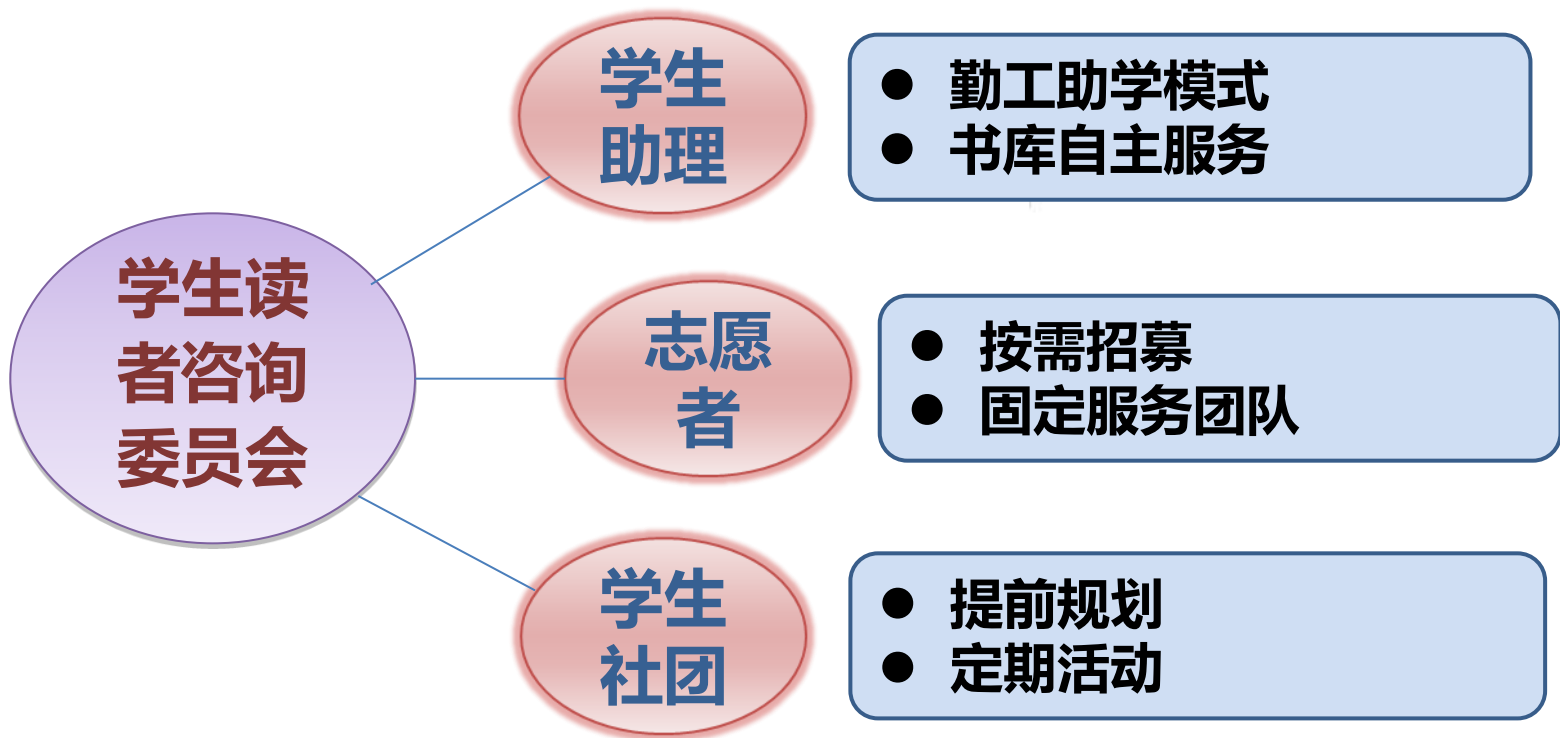 学生读
者咨询
委员会
学生
助理
● 勤工助学模式
● 书库自主服务
志愿
者
● 按需招募
● 固定服务团队
学生
社团
● 提前规划
● 定期活动